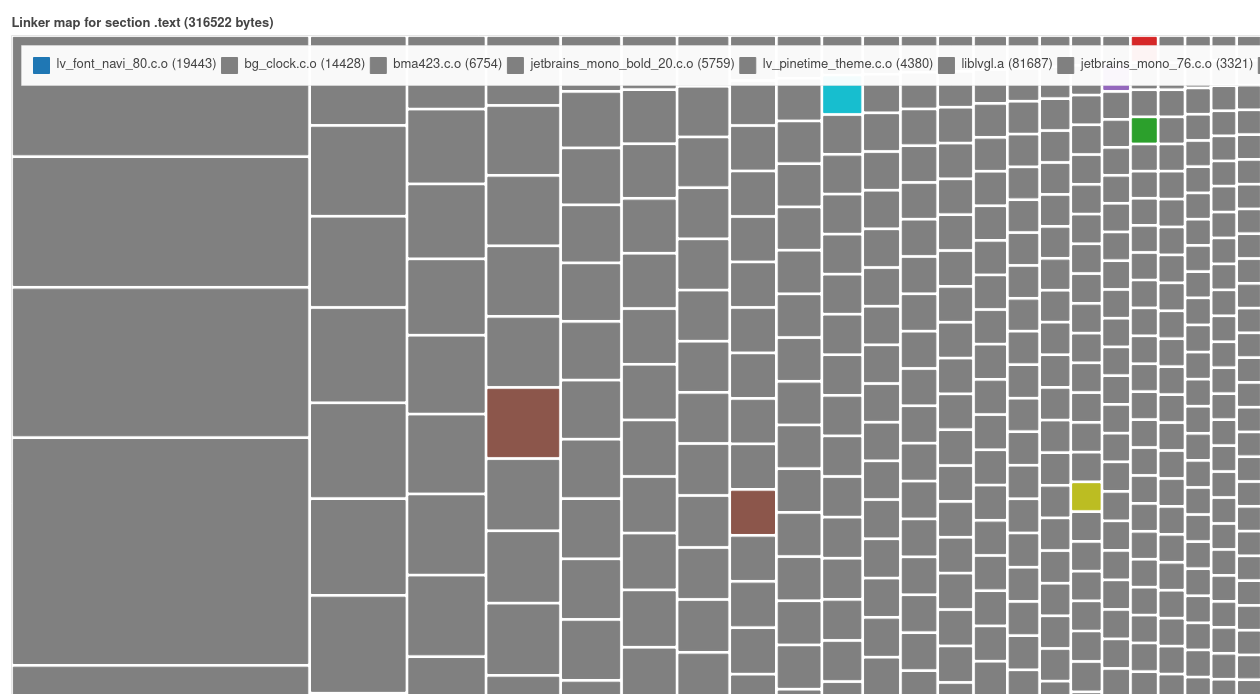 Linker map for section .text (316522 bytes)
lv_font_navi_80.c.o (19443) bg_clock.c.o (14428) bma423.c.o (6754) jetbrains_mono_bold_20.c.o (5759) lv_pinetime_theme.c.o (4380) liblvgl.a (81687) jetbrains_mono_76.c.o (3321)